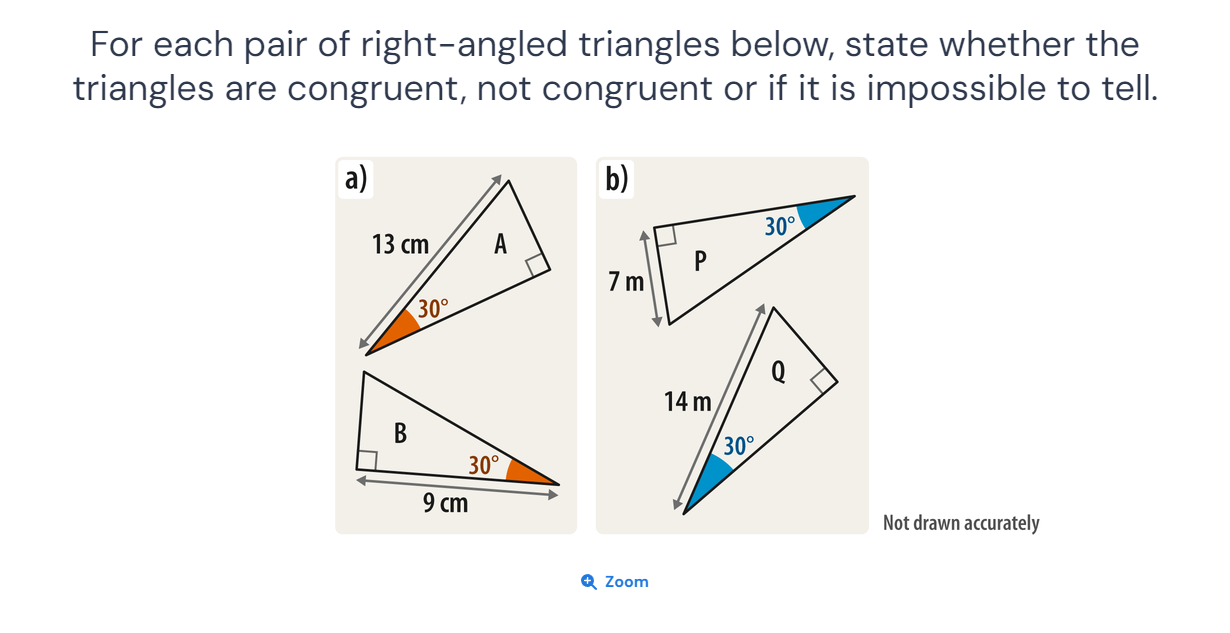 For each pair of right-angled triangles below, state whether the
triangles are congruent, not congruent or if it is impossible to tell.
a)
13 cm
A
30°
B
30°
9 cm
b)
30°
P
7 m
Q
14 m
30°
Not drawn accurately
Zoom